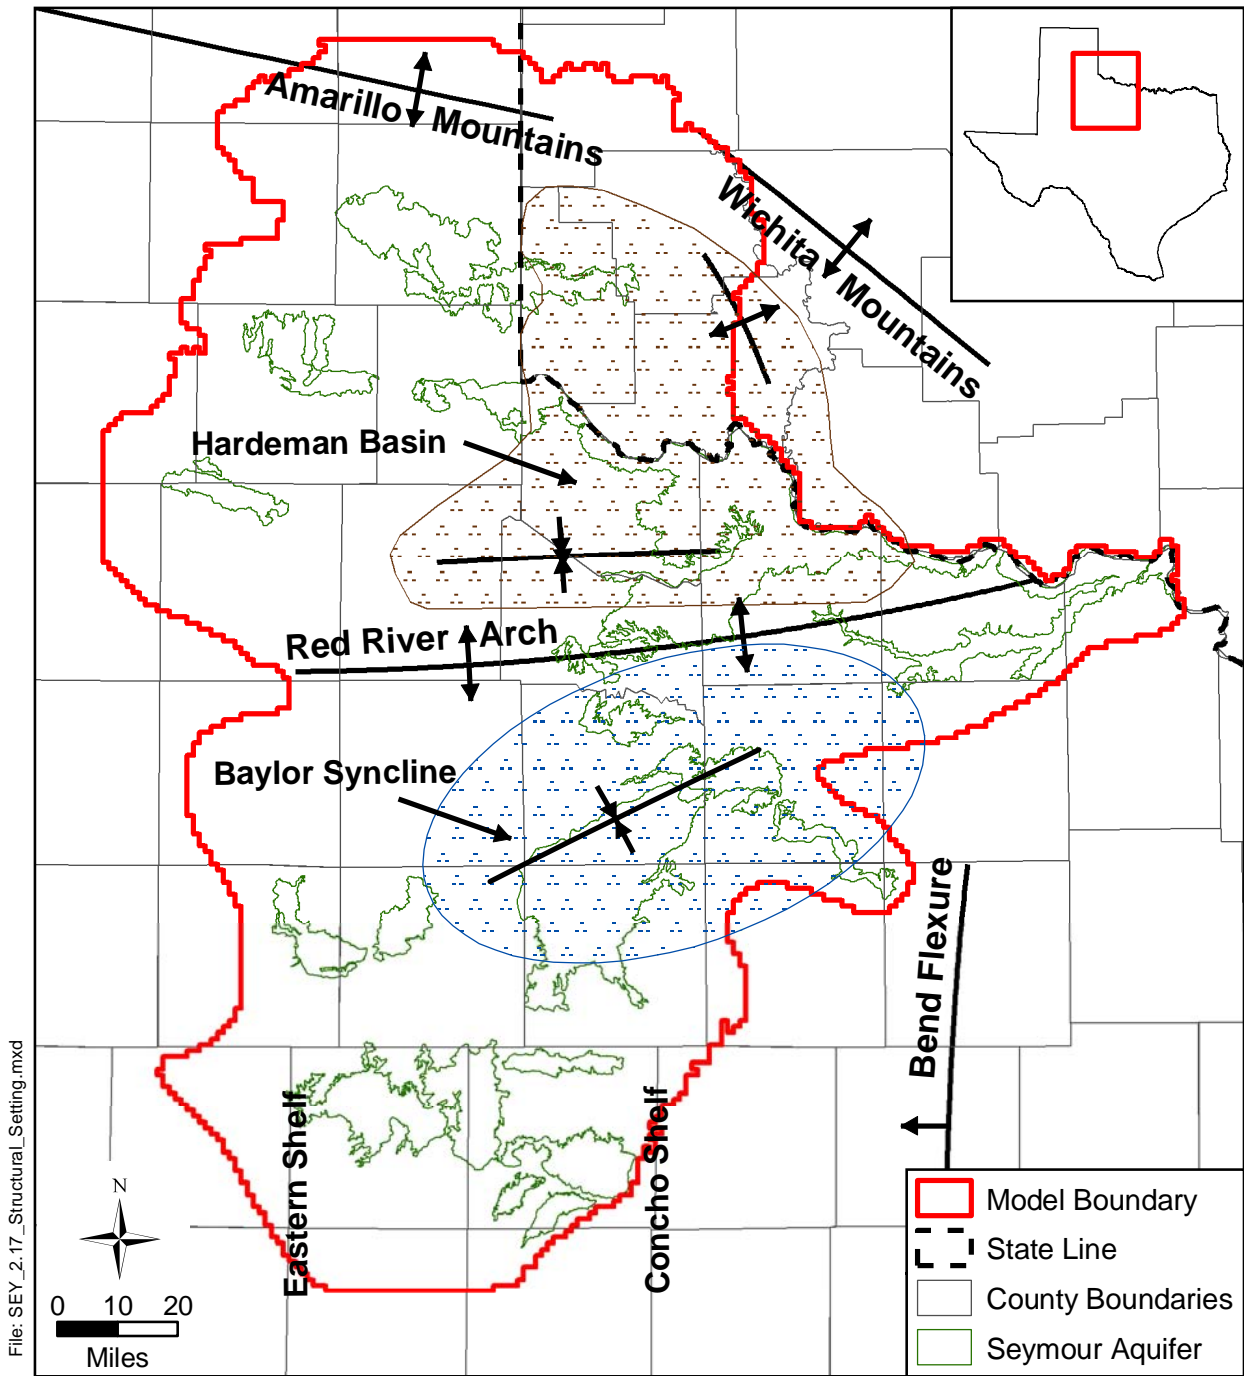 Amarillo Mountains
Wichita Mountains
Hardeman Basin
Red River Arch
Baylor Syncline
Bend Flexure
Eastern Shelf
Concho Shelf
N
0 10 20
Miles
Model Boundary
State Line
County Boundaries
Seymour Aquifer
File: SEY_2.17_Structural_Setting.mxd